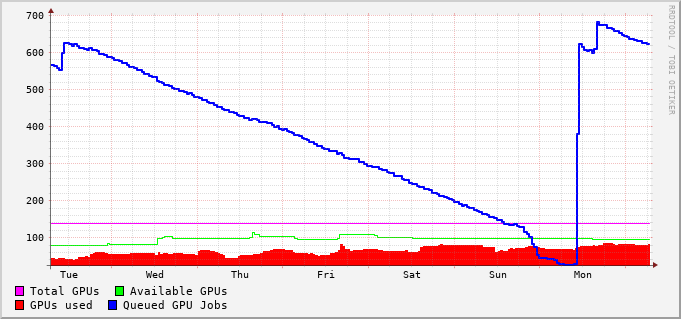 700
600
500
400
300
200
100
Tue Wed Thu Fri Sat Sun Mon
Total GPUs Available GPUs
GPUs used Queued GPU Jobs
RRDTOOL / TOBI OETIKER